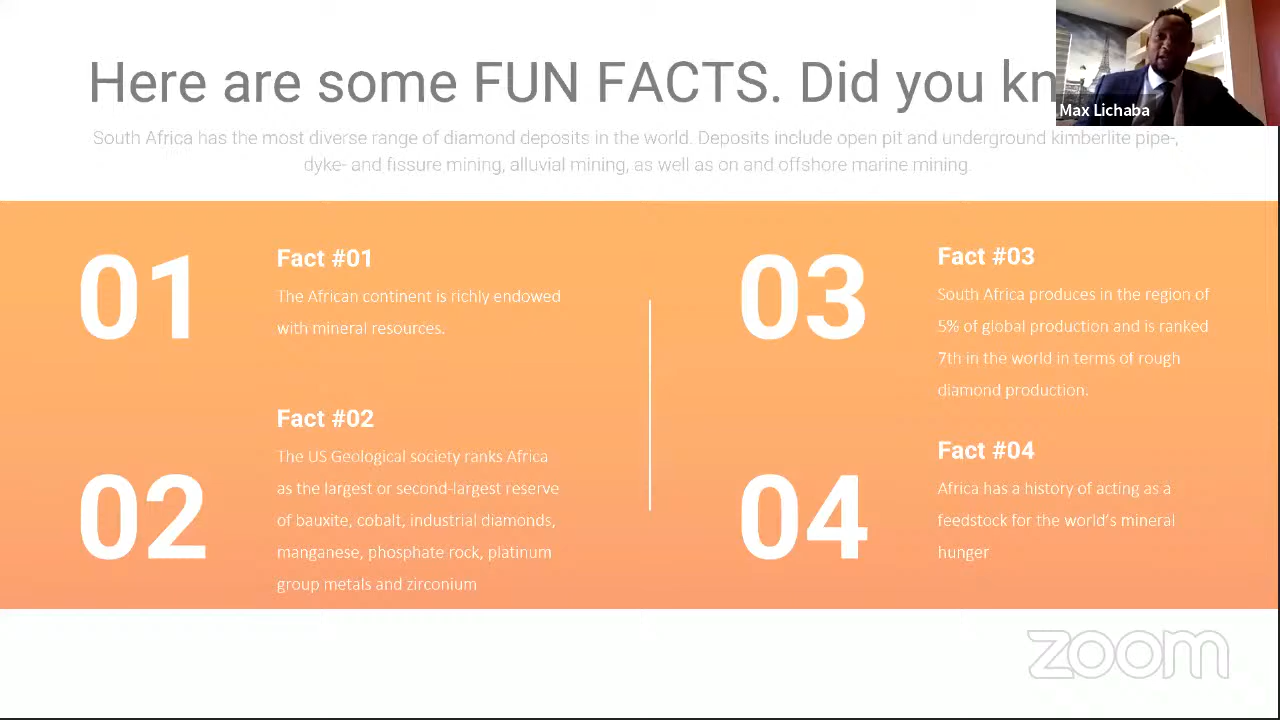 Here are some FUN FACTS. Did you kn
Max Lichaba
South Africa has the most diverse range of diamond deposits in the world. Deposits include open pit and underground kimberlite pipe-,
dyke- and fissure mining, alluvial mining, as well as on and offshore marine mining.
01
Fact #01
The African continent is richly endowed
with mineral resources.
02
Fact #02
The US Geological society ranks Africa
as the largest or second-largest reserve
of bauxite, cobalt, industrial diamonds,
manganese, phosphate rock, platinum
group metals and zirconium
03
Fact #03
South Africa produces in the region of
5% of global production and is ranked
7th in the world in terms of rough
diamond production.
04
Fact #04
Africa has a history of acting as a
feedstock for the world’s mineral
hunger
zoom